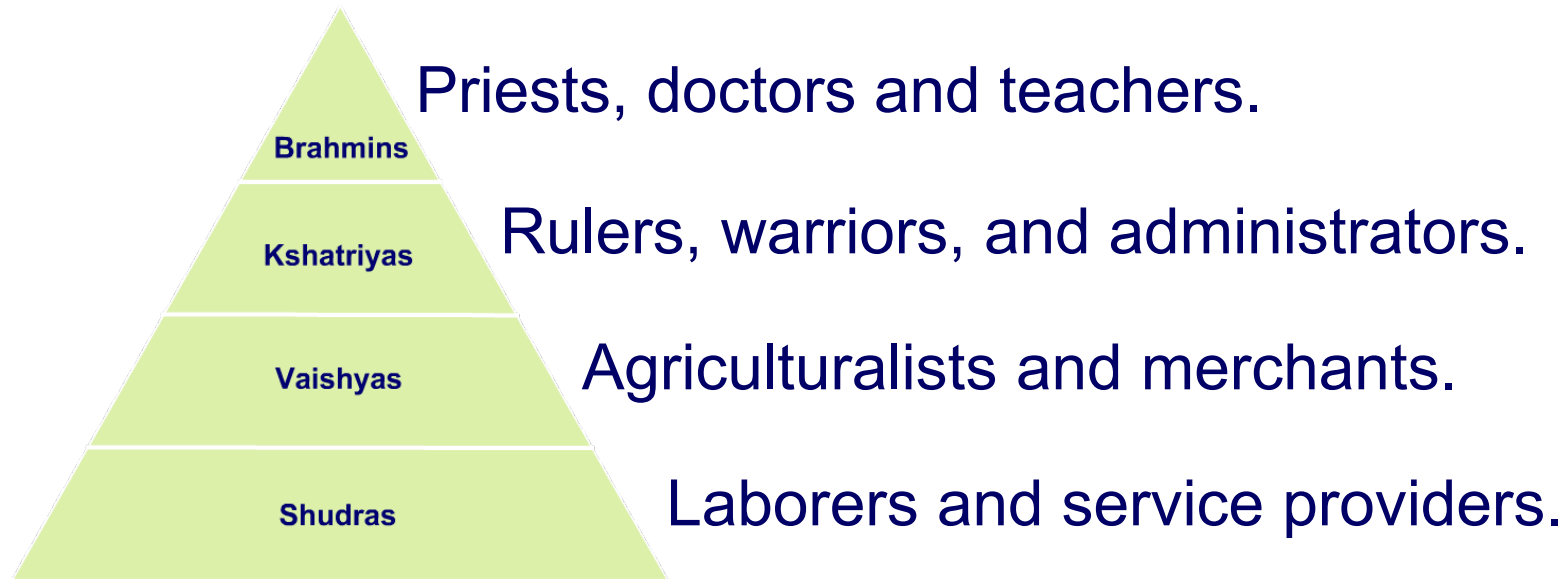 Priests, doctors and teachers.
Brahmins
Rulers, warriors, and administrators.
Kshatriyas
Agriculturalists and merchants.
Vaishyas
Laborers and service providers.
Shudras